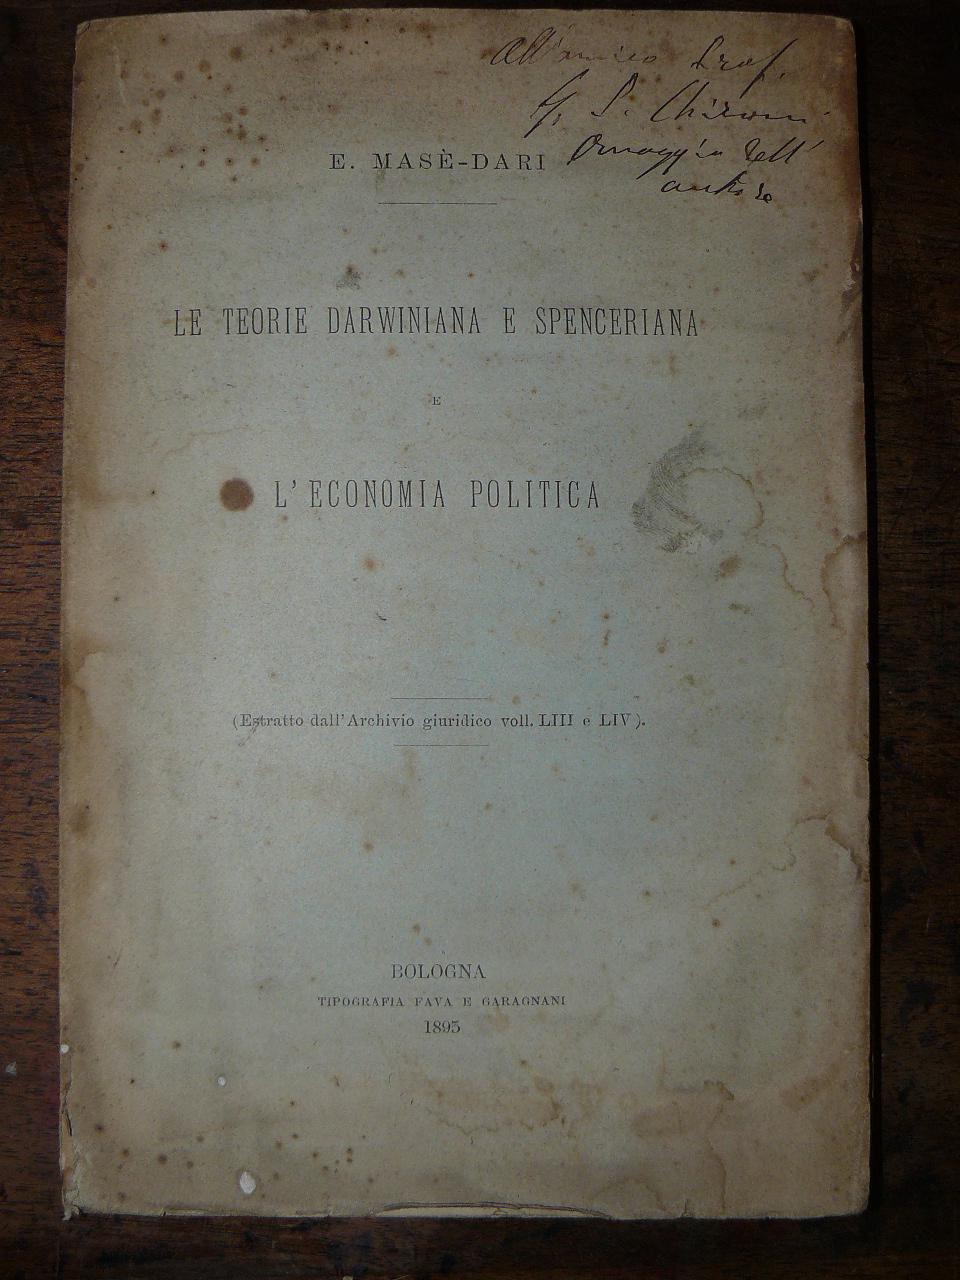 All'amico Prof.
G. P. Chironi
Omaggio dell'
autore
E. MASÈ-DARI
LE TEORIE DARWINIANA E SPENCERIANA
E
L'ECONOMIA POLITICA
(Estratto dall'Archivio giuridico voll. LIII e LIV).
BOLOGNA
TIPOGRAFIA FAVA E GARAGNANI
1895